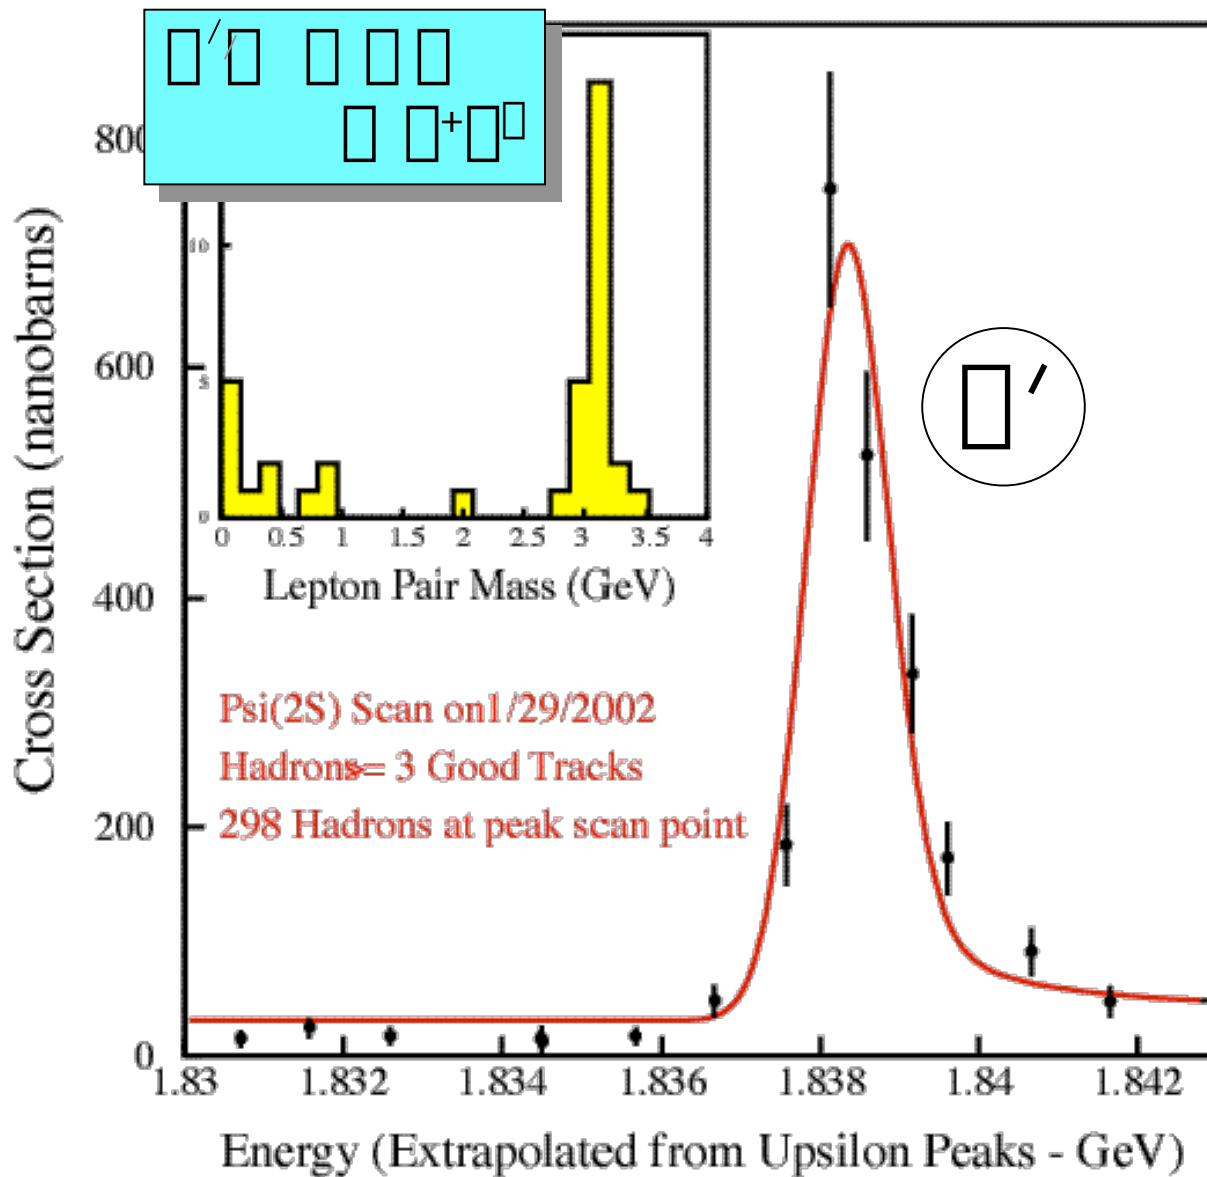 800
600
400
200
0
Cross Section (nanobarns)
10
5
0
0 0.5 1 1.5 2 2.5 3 3.5 4
Lepton Pair Mass (GeV)
Psi(2S) Scan on1/29/2002
Hadrons>= 3 Good Tracks
298 Hadrons at peak scan point
1.83 1.832 1.834 1.836 1.838 1.84 1.842
Energy (Extrapolated from Upsilon Peaks - GeV)